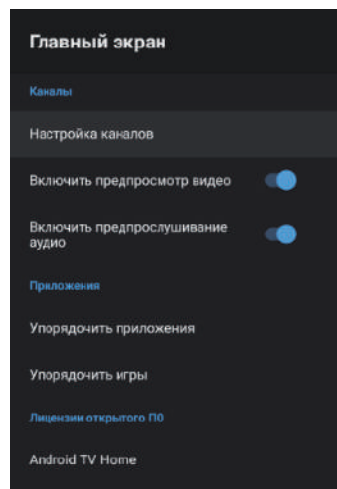 Главный экран
Каналы
Настройка каналов
Включить предпросмотр видео
Включить предпрослушивание
аудио
Приложения
Упорядочить приложения
Упорядочить игры
Лицензии открытого ПО
Android TV Home